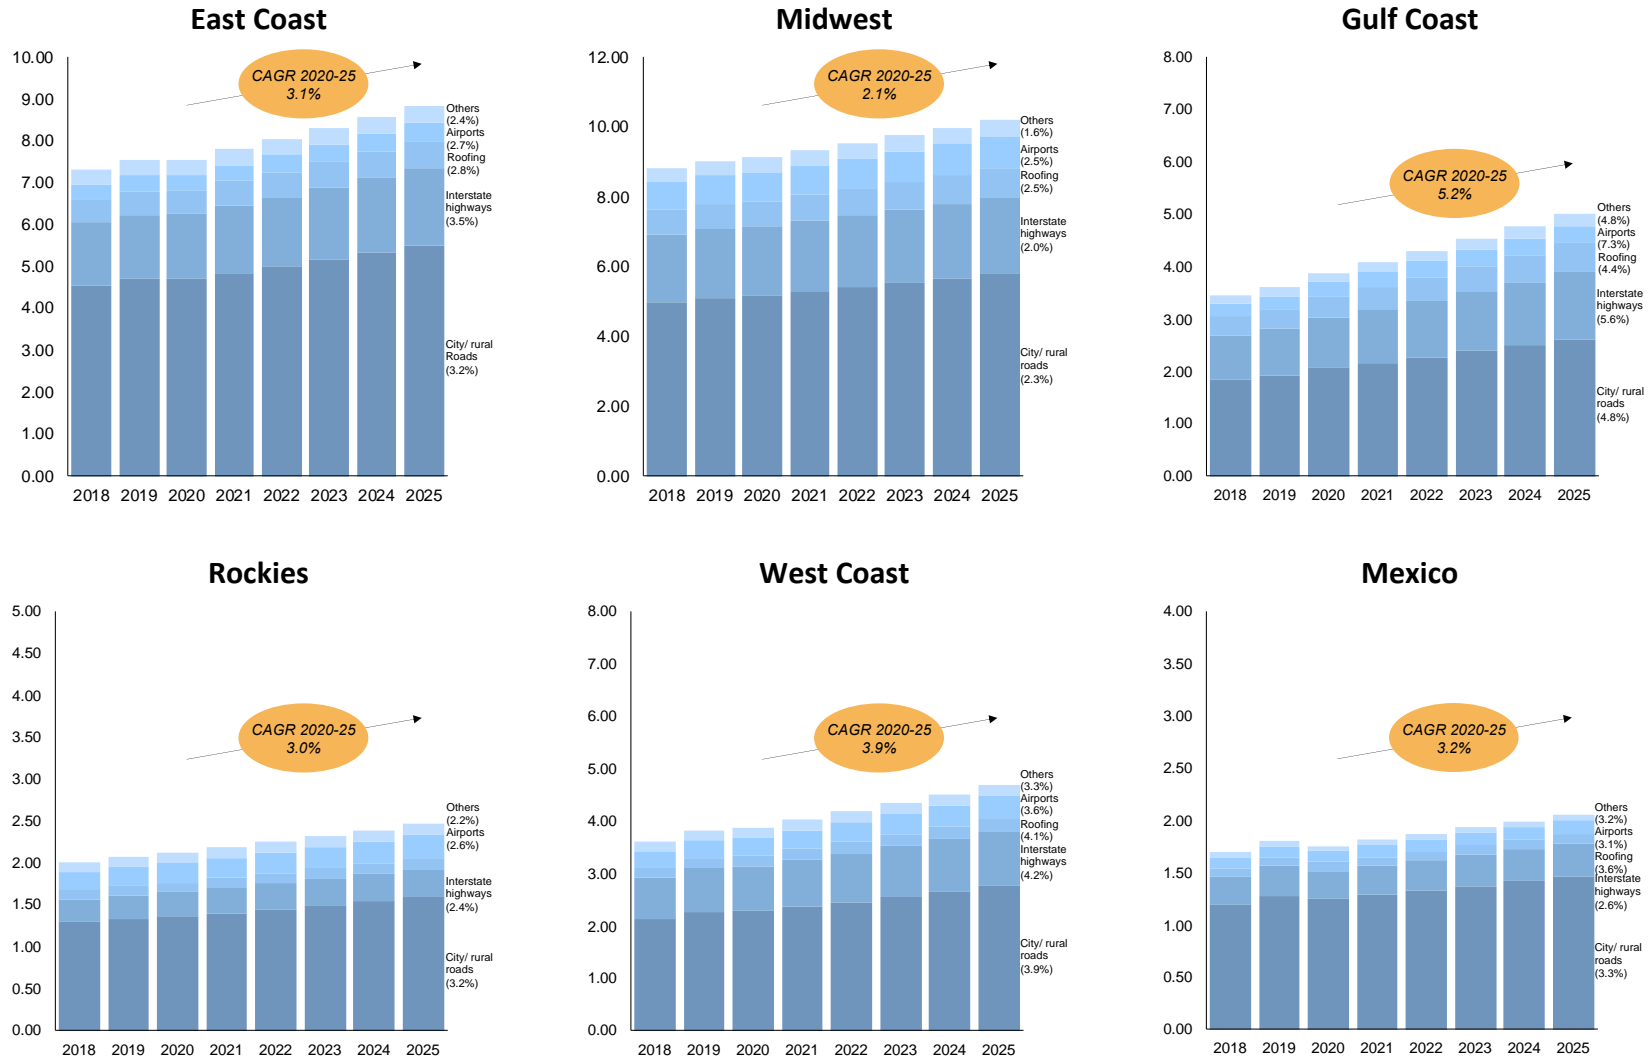 East Coast
10.00
9.00
8.00
7.00
6.00
5.00
4.00
3.00
2.00
1.00
0.00
CAGR 2020-25
3.1%
Others
(2.4%)
Airports
(2.7%)
Roofing
(2.8%)
Interstate
highways
(3.5%)
City/ rural
Roads
(3.2%)
2018 2019 2020 2021 2022 2023 2024 2025
Midwest
12.00
10.00
8.00
6.00
4.00
2.00
0.00
CAGR 2020-25
2.1%
Others
(1.6%)
Airports
(2.5%)
Roofing
(2.5%)
Interstate
highways
(2.0%)
City/ rural
roads
(2.3%)
2018 2019 2020 2021 2022 2023 2024 2025
Gulf Coast
8.00
7.00
6.00
5.00
4.00
3.00
2.00
1.00
0.00
CAGR 2020-25
5.2%
Others
(4.8%)
Airports
(7.3%)
Roofing
(4.4%)
Interstate
highways
(5.6%)
City/ rural
roads
(4.8%)
2018 2019 2020 2021 2022 2023 2024 2025
Rockies
5.00
4.50
4.00
3.50
3.00
2.50
2.00
1.50
1.00
0.50
0.00
CAGR 2020-25
3.0%
Others
(2.2%)
Airports
(2.6%)
Interstate
highways
(2.4%)
City/ rural
roads
(3.2%)
2018 2019 2020 2021 2022 2023 2024 2025
West Coast
8.00
7.00
6.00
5.00
4.00
3.00
2.00
1.00
0.00
CAGR 2020-25
3.9%
Others
(3.3%)
Airports
(3.6%)
Roofing
(4.1%)
Interstate
highways
(4.2%)
City/ rural
roads
(3.9%)
2018 2019 2020 2021 2022 2023 2024 2025
Mexico
4.00
3.50
3.00
2.50
2.00
1.50
1.00
0.50
0.00
CAGR 2020-25
3.2%
Others
(3.2%)
Airports
(3.1%)
Roofing
(3.6%)
Interstate
highways
(2.6%)
City/ rural
roads
(3.3%)
2018 2019 2020 2021 2022 2023 2024 2025